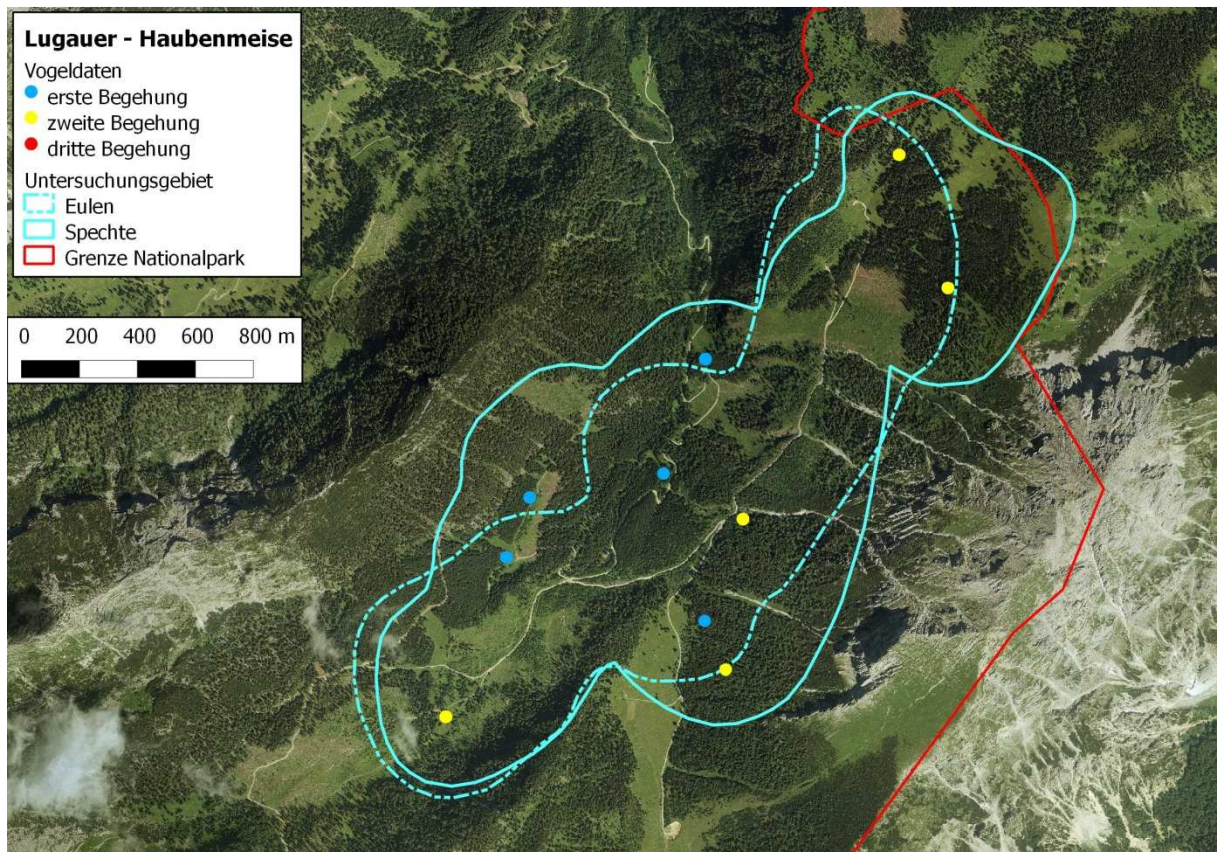 Lugauer - Haubenmeise
Vogeldaten
erste Begehung
zweite Begehung
dritte Begehung
Untersuchungsgebiet
Eulen
Spechte
Grenze Nationalpark
0 200 400 600 800 m